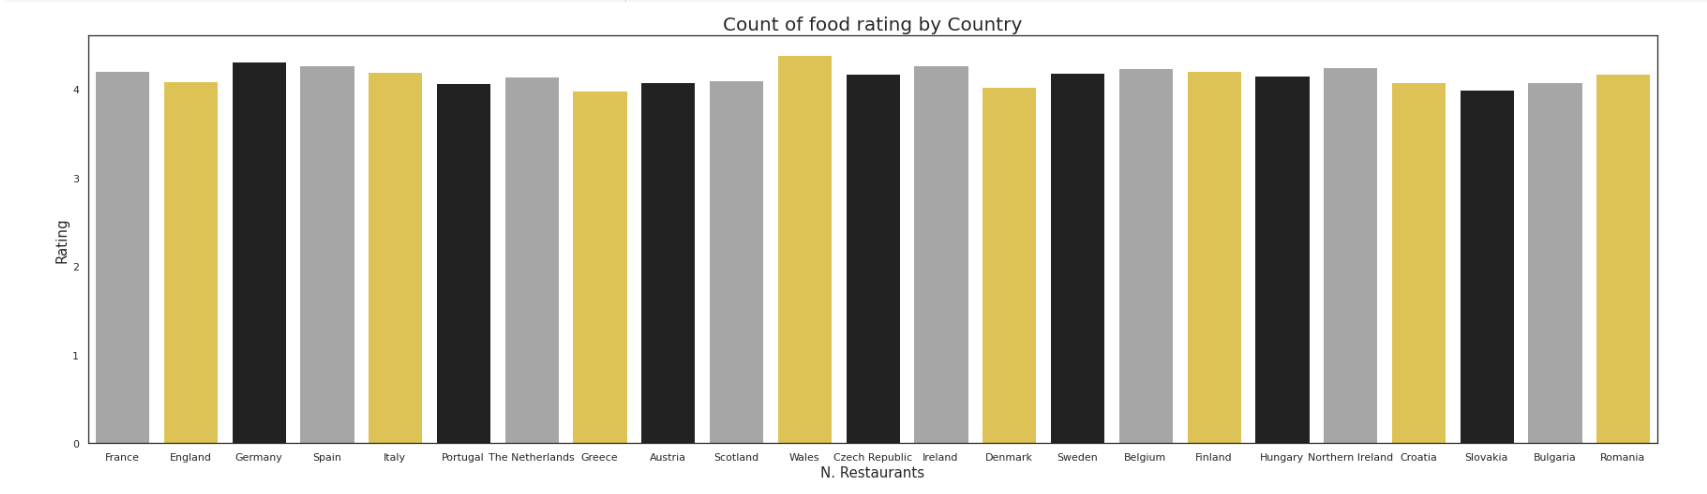 Count of food rating by Country
Rating
4
3
2
1
0
France England Germany Spain Italy Portugal The Netherlands Greece Austria Scotland Wales Czech Republic Ireland Denmark Sweden Belgium Finland Hungary Northern Ireland Croatia Slovakia Bulgaria Romania
N. Restaurants